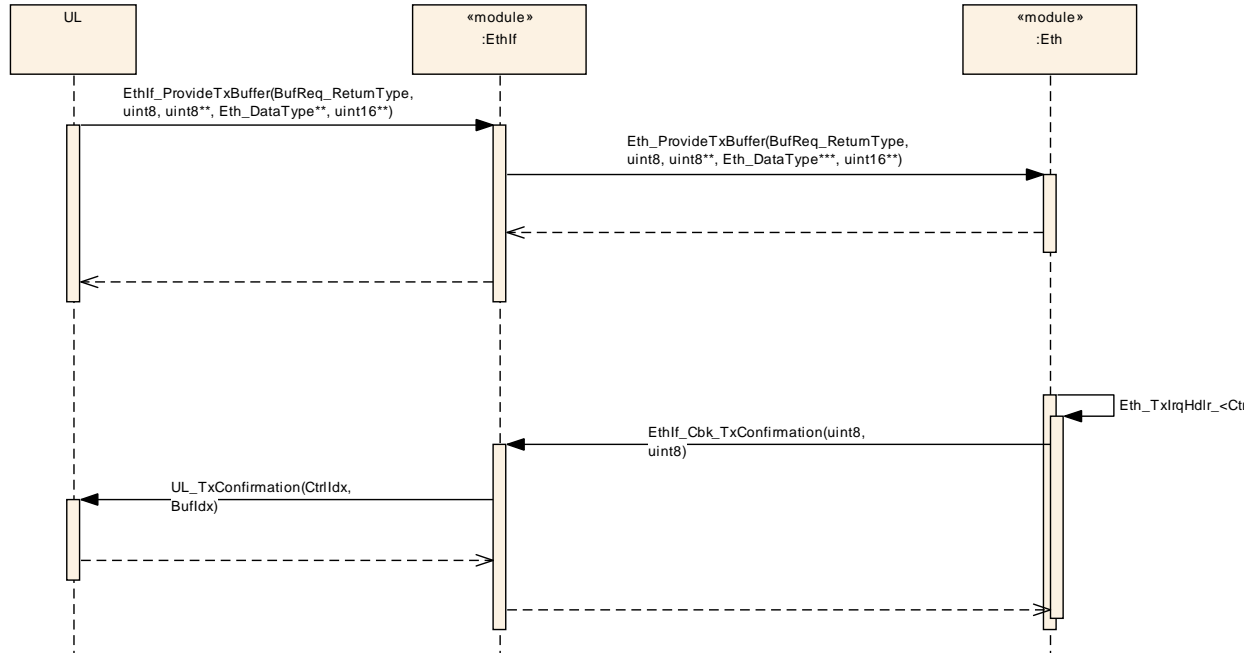 UL
«module»
:EthIf
«module»
:Eth
EthIf_ProvideTxBuffer(BufReq_ReturnType,
uint8, uint8**, Eth_DataType**, uint16**)
Eth_ProvideTxBuffer(BufReq_ReturnType,
uint8, uint8**, Eth_DataType***, uint16**)
Eth_TxIrqHdlr_<Ctr
EthIf_Cbk_TxConfirmation(uint8,
uint8)
UL_TxConfirmation(CtrlIdx,
BufIdx)